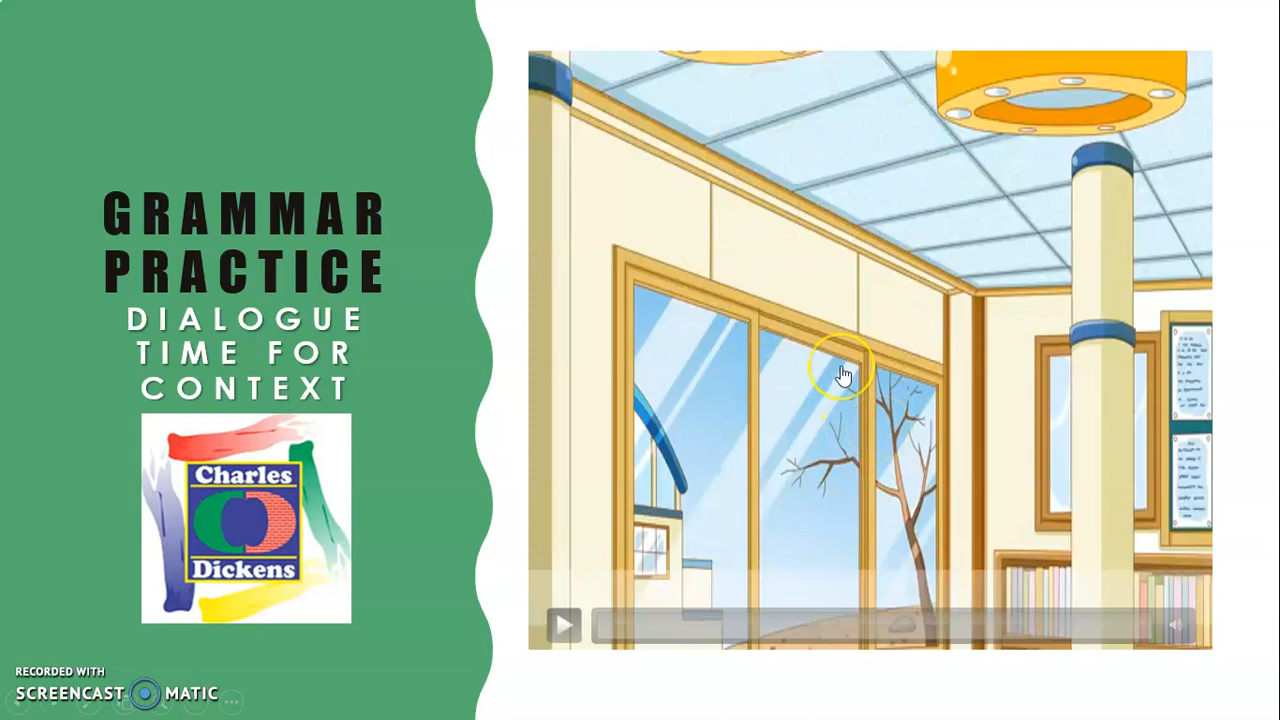 GRAMMAR
PRACTICE
DIALOGUE
TIME FOR
CONTEXT
Charles
Dickens
RECORDED WITH
SCREENCAST MATIC